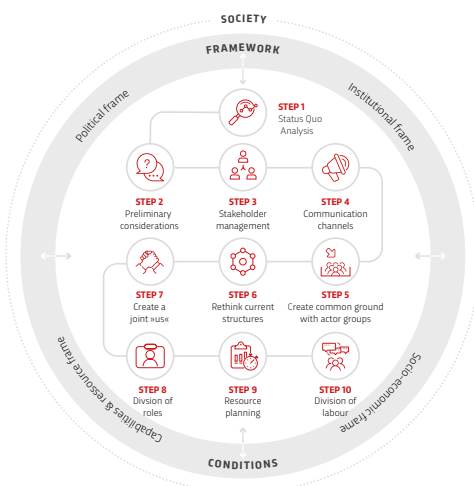 SOCIETY
FRAMEWORK
Political frame
Institutional frame
STEP 1
Status Quo
Analysis
STEP 2
Preliminary
considerations
STEP 3
Stakeholder
management
STEP 4
Communication
channels
STEP 7
Create a
joint »us«
STEP 6
Rethink current
structures
STEP 5
Create common ground
with actor groups
STEP 8
Division of
roles
STEP 9
Resource
planning
STEP 10
Division of
labour
Capabilities & ressource frame
Socio-economic frame
CONDITIONS